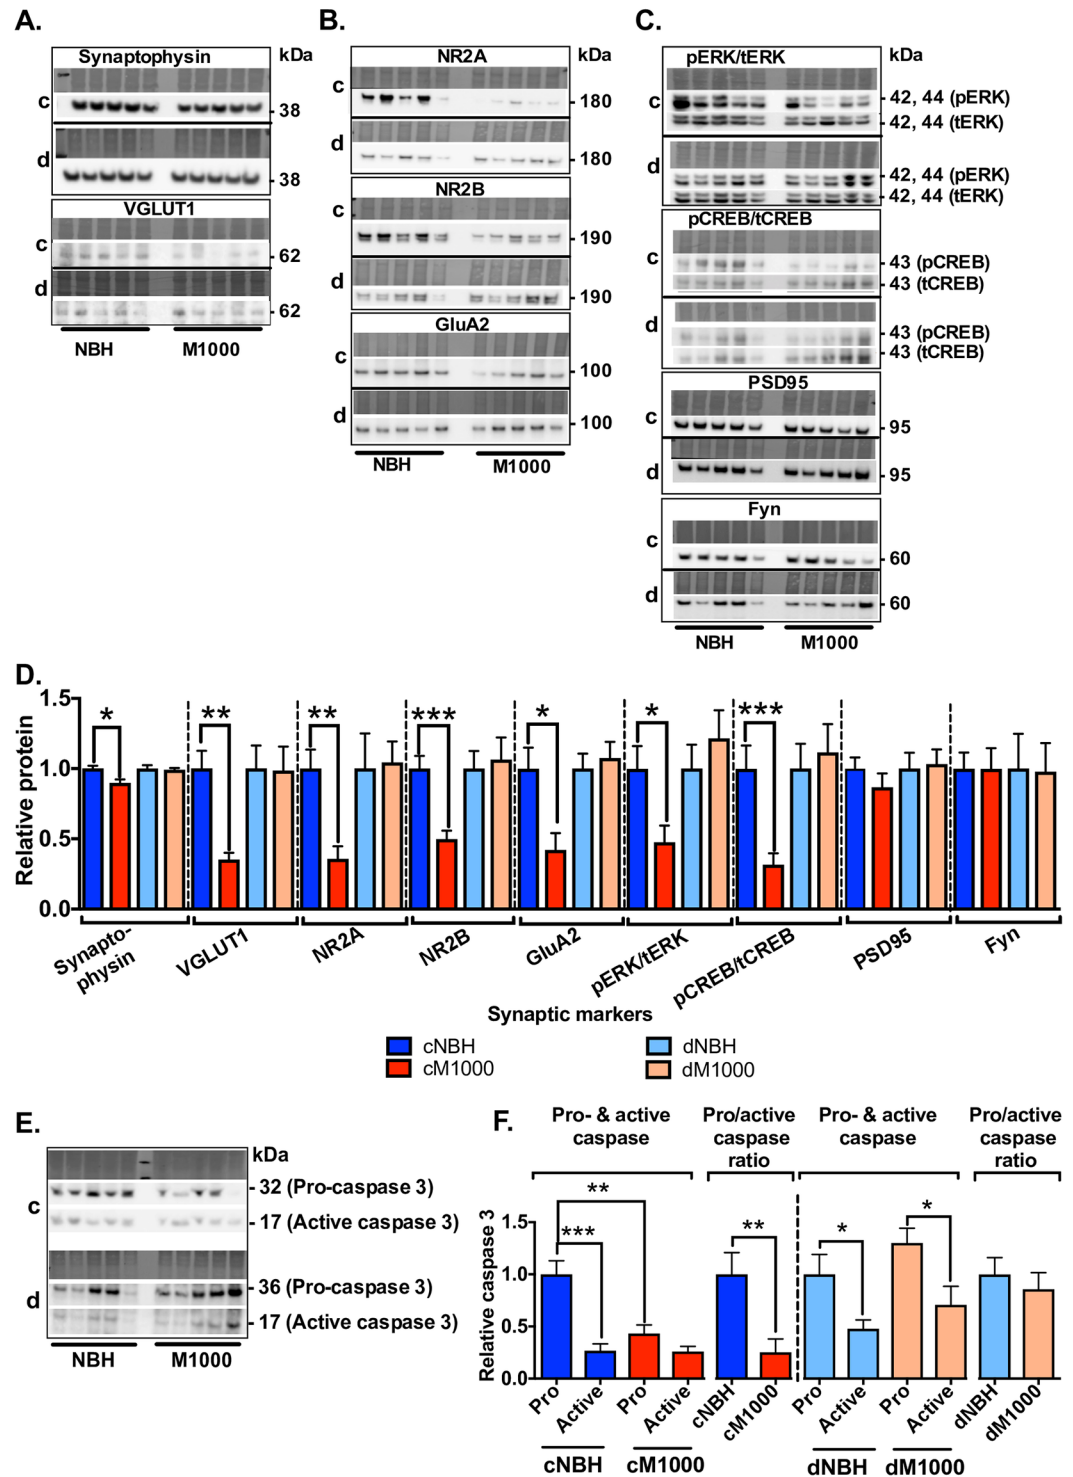 A.
Synaptophysin
kDa
c
38
d
38
VGLUT1
c
62
d
62
NBH
M1000
B.
NR2A
kDa
c
180
d
180
NR2B
c
190
d
190
GluA2
c
100
d
100
NBH
M1000
C.
pERK/tERK
kDa
c
42, 44 (pERK)
42, 44 (tERK)
d
42, 44 (pERK)
42, 44 (tERK)
pCREB/tCREB
c
43 (pCREB)
43 (tCREB)
d
43 (pCREB)
43 (tCREB)
PSD95
c
95
d
95
Fyn
c
60
d
60
NBH
M1000
D.
Relative protein
1.5
1.0
0.5
0.0
*
**
**
***
*
*
***
Synapto-
physin
VGLUT1
NR2A
NR2B
GluA2
pERK/tERK
pCREB/tCREB
PSD95
Fyn
Synaptic markers
cNBH
cM1000
dNBH
dM1000
E.
kDa
c
32 (Pro-caspase 3)
17 (Active caspase 3)
d
36 (Pro-caspase 3)
17 (Active caspase 3)
NBH
M1000
F.
Pro- & active
caspase
Pro/active
caspase
ratio
Pro- & active
caspase
Pro/active
caspase
ratio
Relative caspase 3
1.5
1.0
0.5
0.0
**
***
**
*
*
Pro
Active
Pro
Active
cNBH
cM1000
Pro
Active
Pro
Active
dNBH
dM1000
cNBH
cM1000
dNBH
dM1000